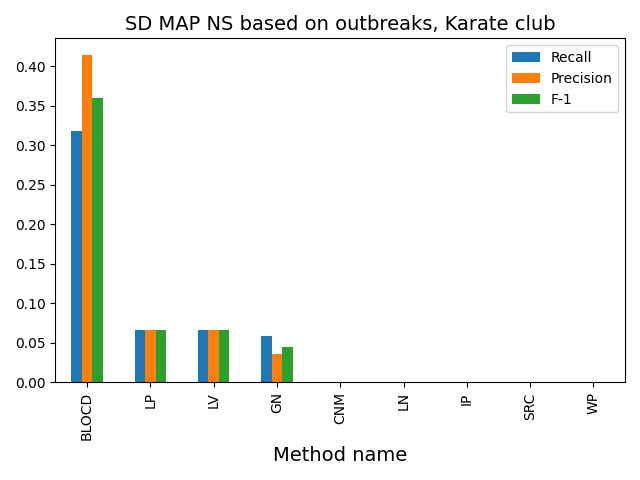 SD MAP NS based on outbreaks, Karate club
Recall
Precision
F-1
0.40
0.35
0.30
0.25
0.20
0.15
0.10
0.05
0.00
BLOCD
LP
LV
GN
CNM
LN
IP
SRC
WP
Method name